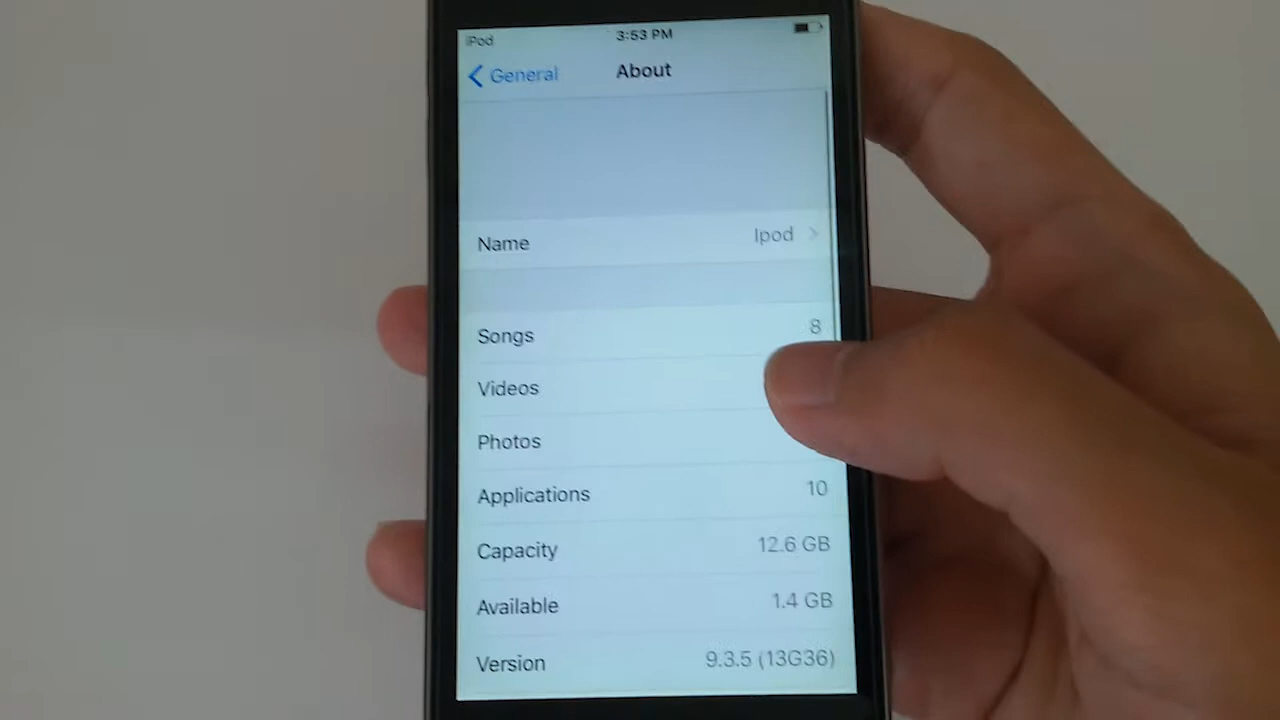 iPod 3:53 PM
General About
Name Ipod
Songs 8
Videos
Photos
Applications 10
Capacity 12.6 GB
Available 1.4 GB
Version 9.3.5 (13G36)